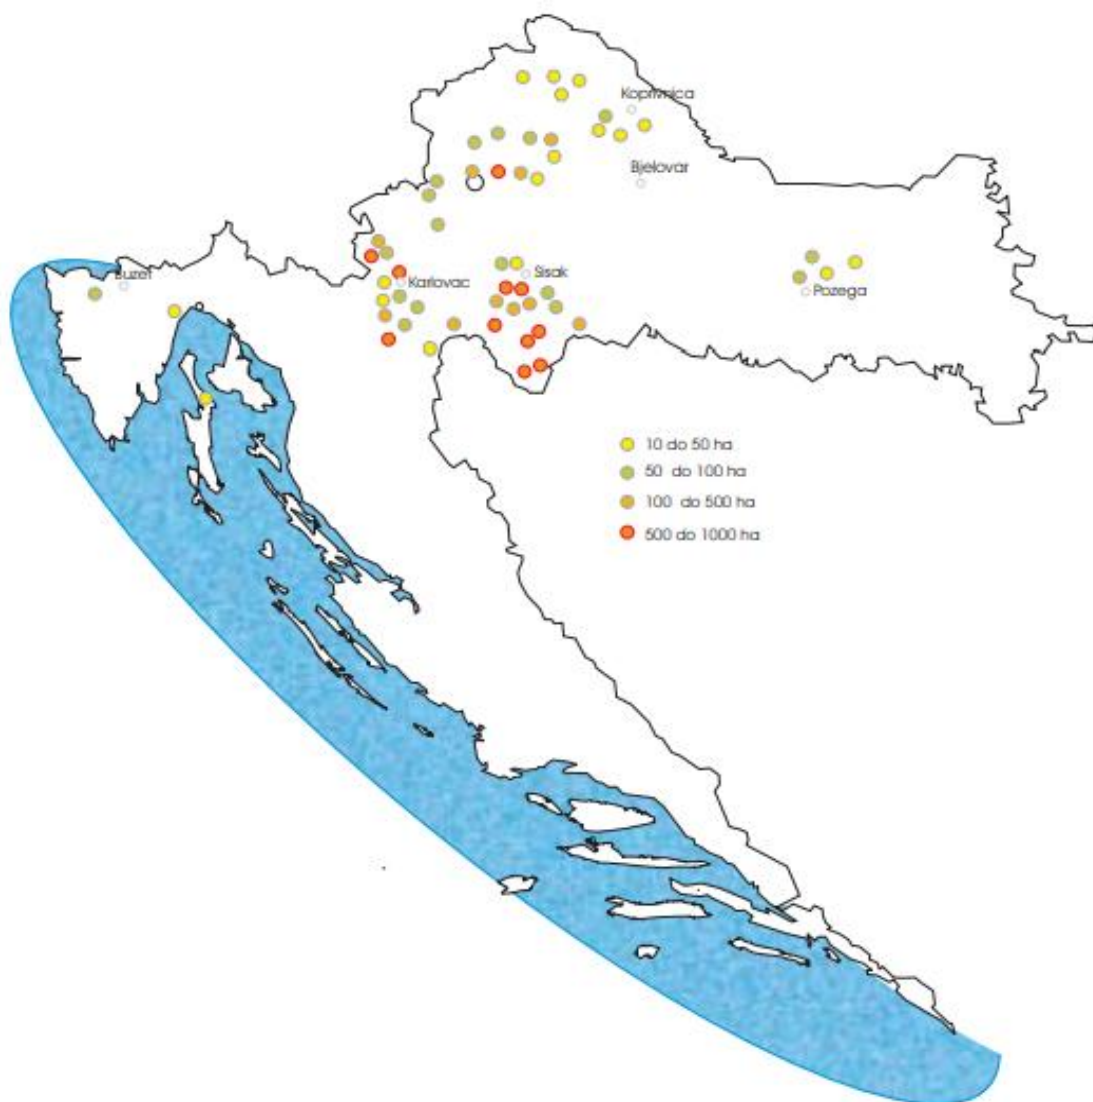 Koprivnica
Bjelovar
Buzet
Sisak
Karlovac
Pozega
10 do 50 ha
50 do 100 ha
100 do 500 ha
500 do 1000 ha